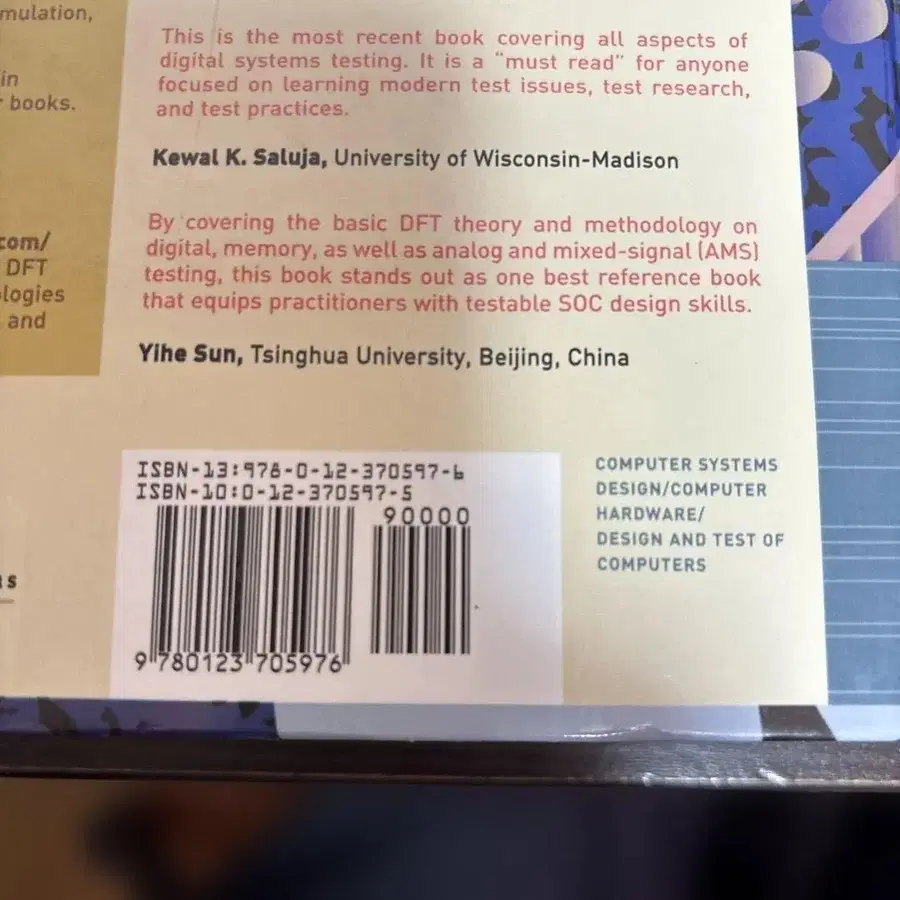 mulation,
in
books.
com/
DFT
ologies
and
This is the most recent book covering all aspects of
digital systems testing. It is a "must read" for anyone
focused on learning modern test issues, test research,
and test practices.
Kewal K. Saluja, University of Wisconsin-Madison
By covering the basic DFT theory and methodology on
digital, memory, as well as analog and mixed-signal (AMS)
testing, this book stands out as one best reference book
that equips practitioners with testable SOC design skills.
Yihe Sun, Tsinghua University, Beijing, China
ISBN-13:978-0-12-370597-6
ISBN-10:0-12-370597-5
90000
9 780123 705976
COMPUTER SYSTEMS
DESIGN/COMPUTER
HARDWARE/
DESIGN AND TEST OF
COMPUTERS